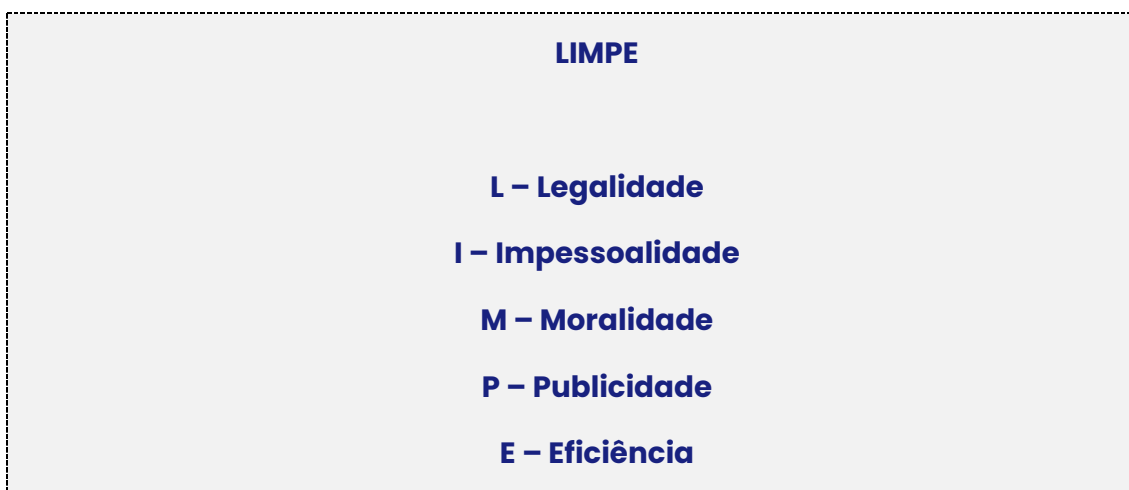 LIMPE
L – Legalidade
I – Impessoalidade
M – Moralidade
P – Publicidade
E – Eficiência